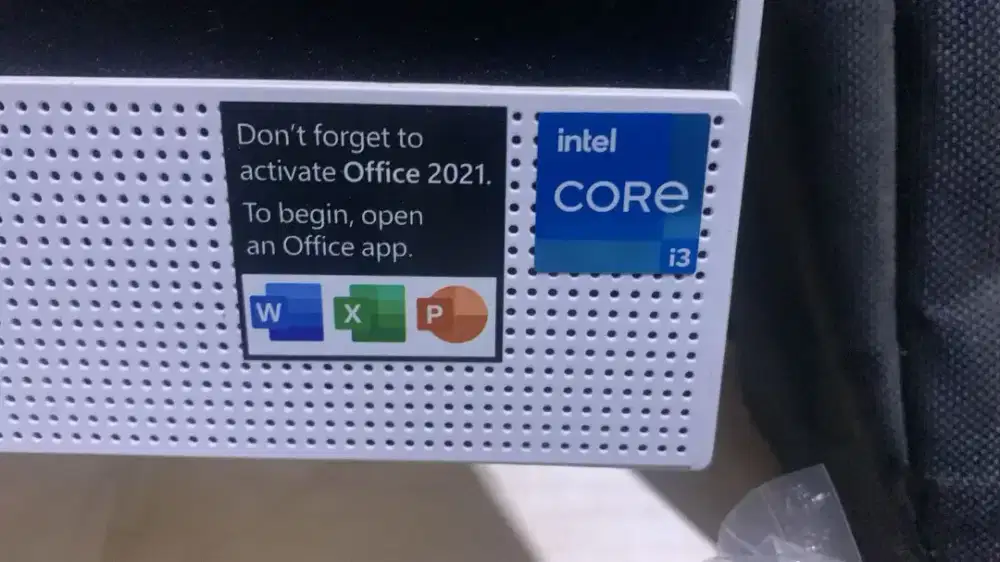 Don't forget to
activate Office 2021.
To begin, open
an Office app.
W X P
intel
CORE
i3